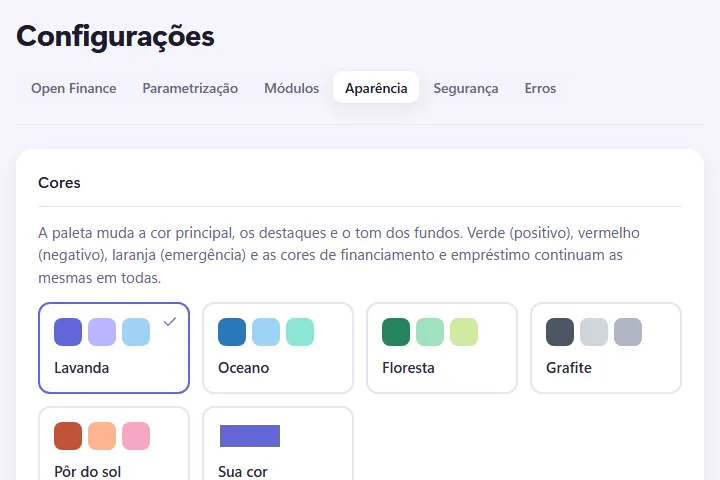 Configurações
Open Finance Parametrização Módulos Aparência Segurança Erros
Cores
A paleta muda a cor principal, os destaques e o tom dos fundos. Verde (positivo), vermelho
(negativo), laranja (emergência) e as cores de financiamento e empréstimo continuam as
mesmas em todas.
Lavanda Oceano Floresta Grafite
Pôr do sol Sua cor